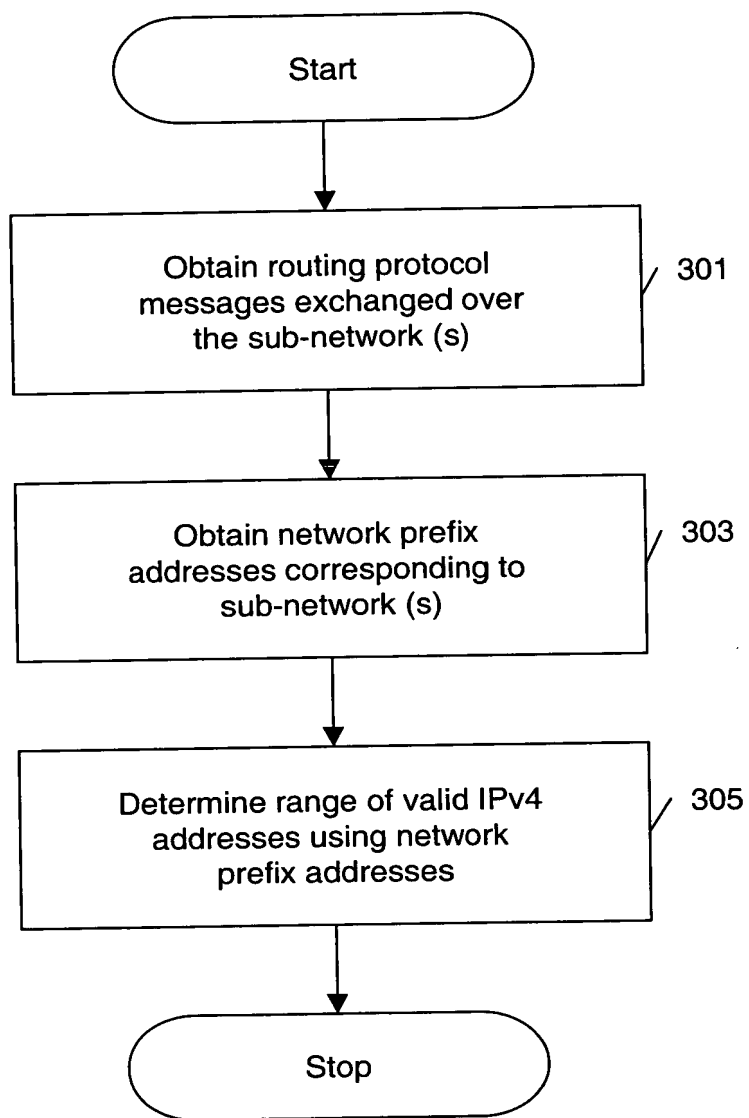 Start
Obtain routing protocol
messages exchanged over
the sub-network (s)
301
Obtain network prefix
addresses corresponding to
sub-network (s)
303
Determine range of valid IPv4
addresses using network
prefix addresses
305
Stop